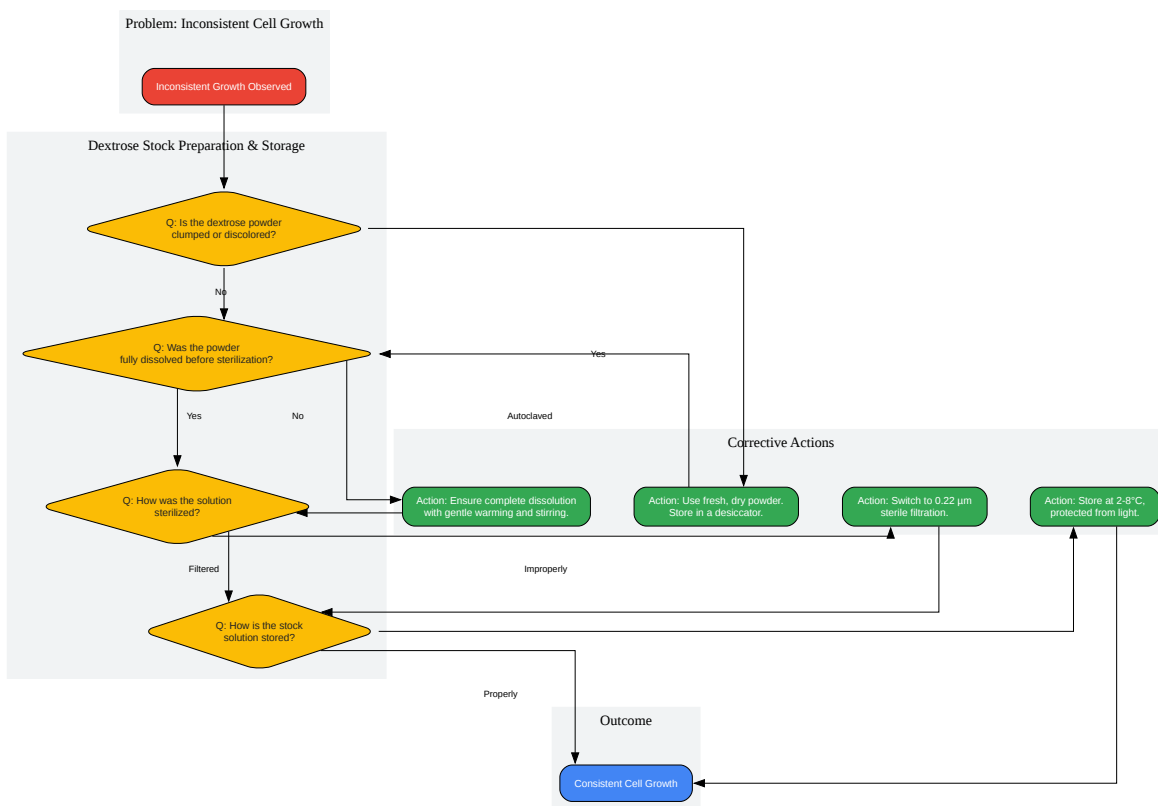 Problem: Inconsistent Cell Growth
Inconsistent Growth Observed
Dextrose Stock Preparation & Storage
Q: Is the dextrose powder
clumped or discolored?
No
Q: Was the powder
fully dissolved before sterilization?
Yes
Yes
No
Autoclaved
Corrective Actions
Q: How was the solution
sterilized?
Action: Ensure complete dissolution
with gentle warming and stirring.
Action: Use fresh, dry powder.
Store in a desiccator.
Action: Switch to 0.22 µm
sterile filtration.
Action: Store at 2-8°C,
protected from light.
Filtered
Improperly
Q: How is the stock
solution stored?
Properly
Outcome
Consistent Cell Growth